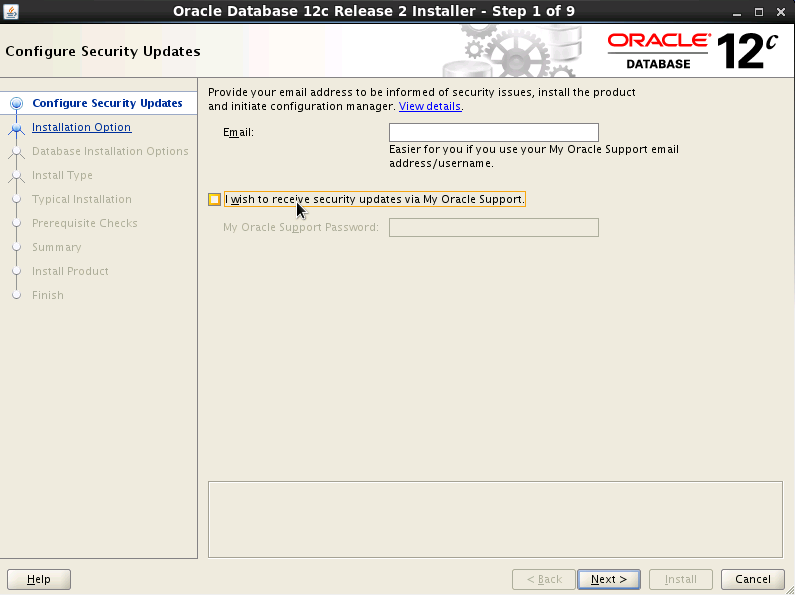 Oracle Database 12c Release 2 Installer - Step 1 of 9
Configure Security Updates
ORACLE
DATABASE
12c
Configure Security Updates
Installation Option
Database Installation Options
Install Type
Typical Installation
Prerequisite Checks
Summary
Install Product
Finish
Provide your email address to be informed of security issues, install the product
and initiate configuration manager. View details.
Email:
Easier for you if you use your My Oracle Support email
address/username.
I wish to receive security updates via My Oracle Support.
My Oracle Support Password:
Help
< Back
Next >
Install
Cancel